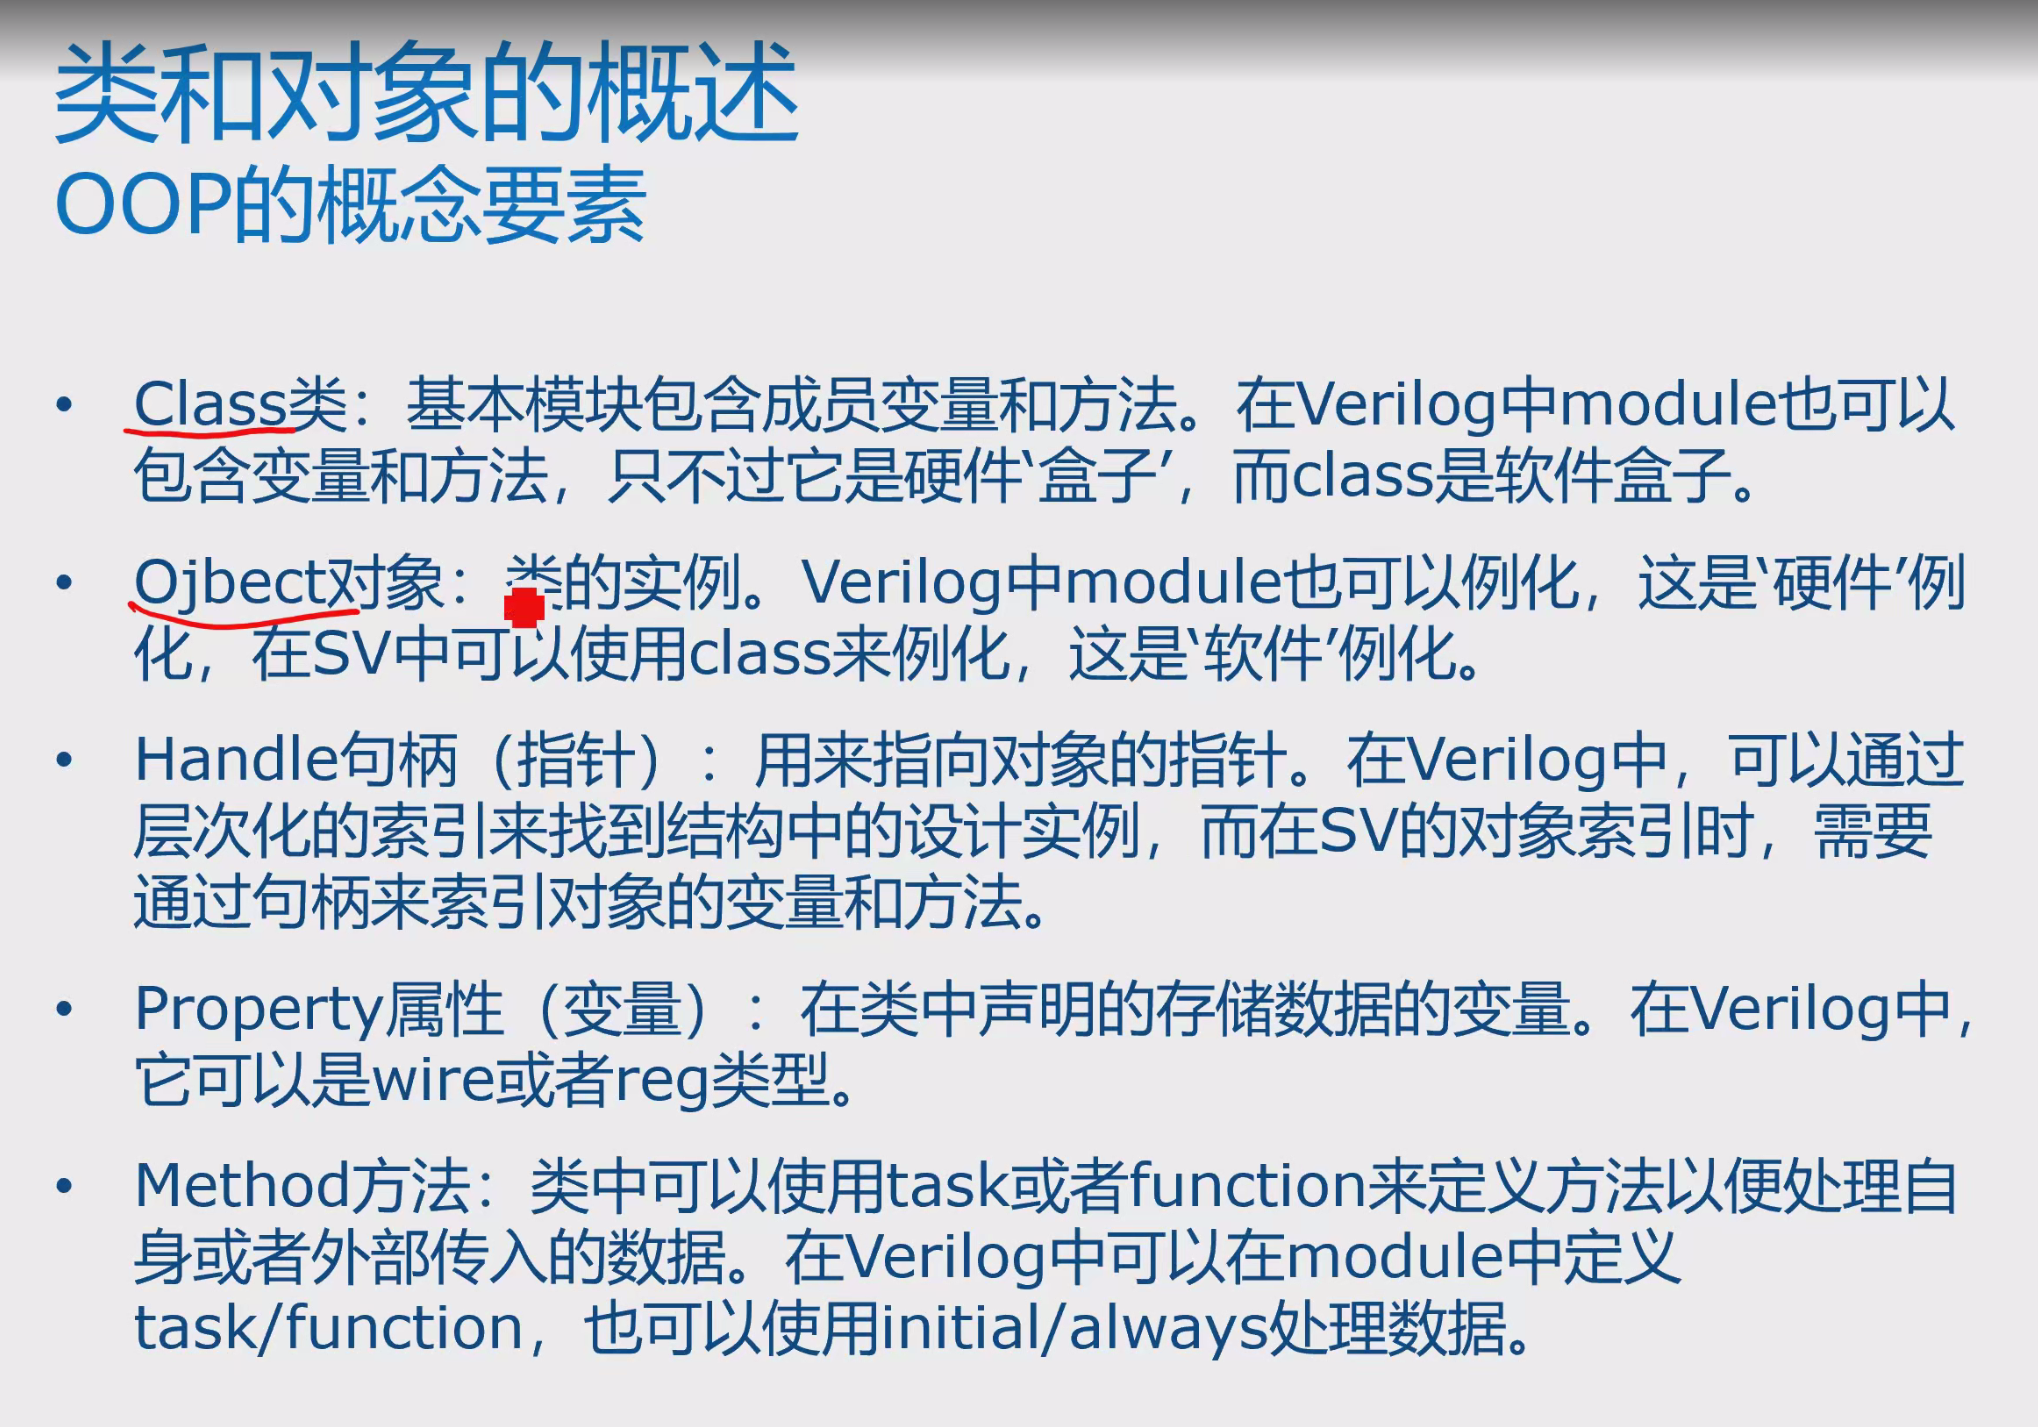 类和对象的概述
OOP的概念要素
• Class类：基本模块包含成员变量和方法。在Verilog中module也可以
包含变量和方法，只不过它是硬件‘盒子’，而class是软件盒子。
• Ojbect对象：类的实例。Verilog中module也可以例化，这是‘硬件’例
化，在SV中可以使用class来例化，这是‘软件’例化。
• Handle句柄（指针）：用来指向对象的指针。在Verilog中，可以通过
层次化的索引来找到结构中的设计实例，而在SV的对象索引时，需要
通过句柄来索引对象的变量和方法。
• Property属性（变量）：在类中声明的存储数据的变量。在Verilog中，
它可以是wire或者reg类型。
• Method方法：类中可以使用task或者function来定义方法以便处理自
身或者外部传入的数据。在Verilog中可以在module中定义
task/function，也可以使用initial/always处理数据。